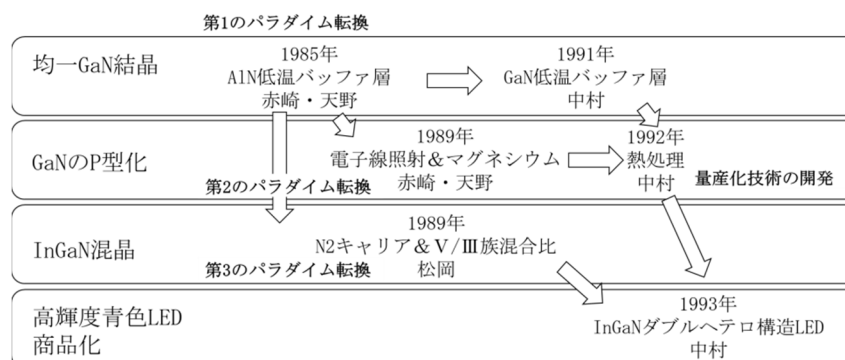 第1のパラダイム転換
均一GaN結晶
1985年
AlN低温バッファ層
赤崎・天野
1991年
GaN低温バッファ層
中村
GaNのP型化
1989年
電子線照射&マグネシウム
赤崎・天野
1992年
熱処理
中村
量産化技術の開発
第2のパラダイム転換
InGaN混晶
1989年
N2キャリア&Ⅴ/Ⅲ族混合比
松岡
第3のパラダイム転換
高輝度青色LED
商品化
1993年
InGaNダブルヘテロ構造LED
中村